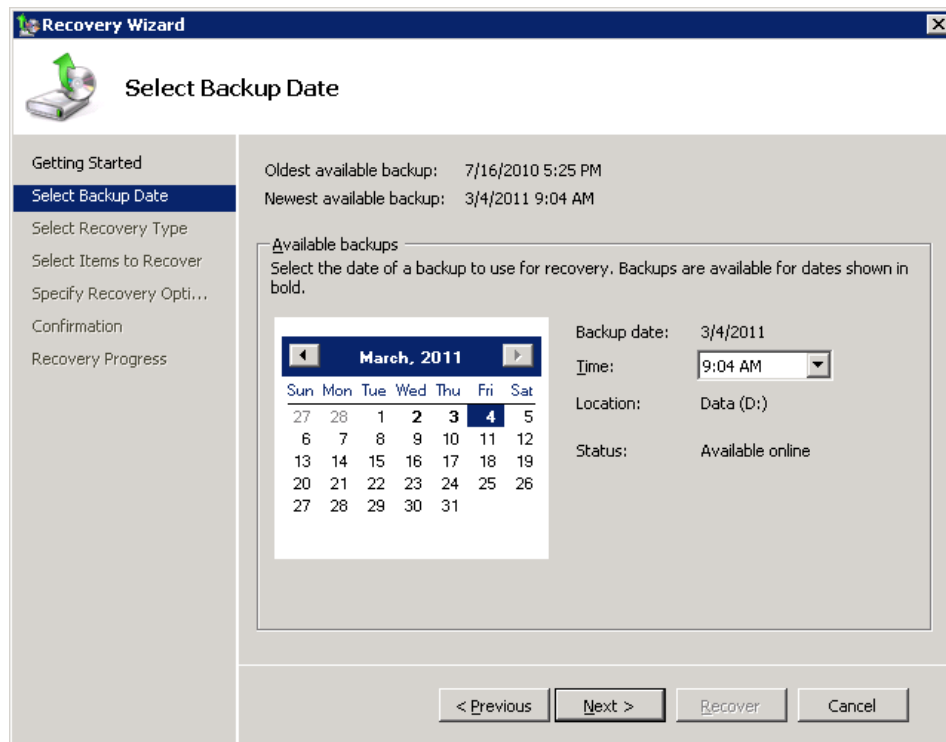 Recovery Wizard
Select Backup Date
Getting Started
Select Backup Date
Select Recovery Type
Select Items to Recover
Specify Recovery Opti...
Confirmation
Recovery Progress
Oldest available backup: 7/16/2010 5:25 PM
Newest available backup: 3/4/2011 9:04 AM
Available backups
Select the date of a backup to use for recovery. Backups are available for dates shown in
bold.
March, 2011
Sun Mon Tue Wed Thu Fri Sat
27 28 1 2 3 4 5
6 7 8 9 10 11 12
13 14 15 16 17 18 19
20 21 22 23 24 25 26
27 28 29 30 31
Backup date: 3/4/2011
Time: 9:04 AM
Location: Data (D:)
Status: Available online
< Previous
Next >
Recover
Cancel